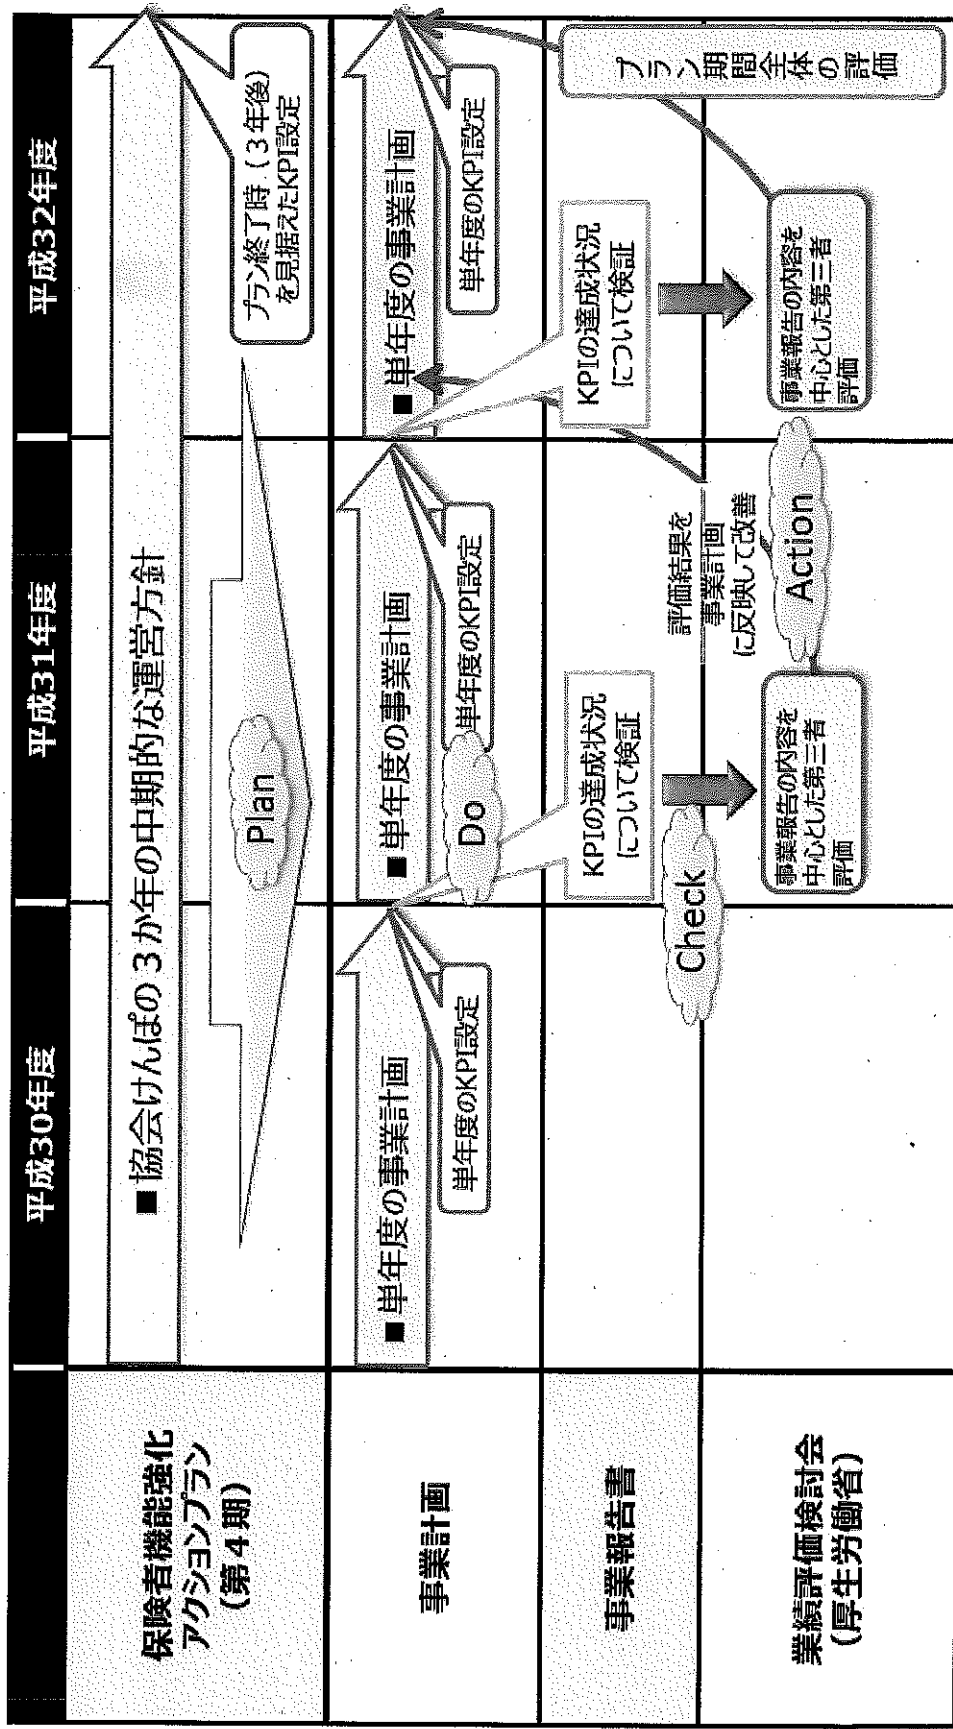 平成30年度
平成31年度
平成32年度
保険者機能強化
アクションプラン
(第4期)
■協会けんぽの3か年の中期的な運営方針
プラン終了時(3年後)
を見据えたKPI設定
Plan
事業計画
■単年度の事業計画
単年度のKPI設定
■単年度の事業計画
単年度のKPI設定
Do
■単年度の事業計画
単年度のKPI設定
事業報告書
KPIの達成状況
について検証
KPIの達成状況
について検証
Check
評価結果を
事業計画
に反映して改善
Action
業績評価検討会
(厚生労働省)
事業報告の内容を
中心とした第三者
評価
事業報告の内容を
中心とした第三者
評価
プラン期間全体の評価